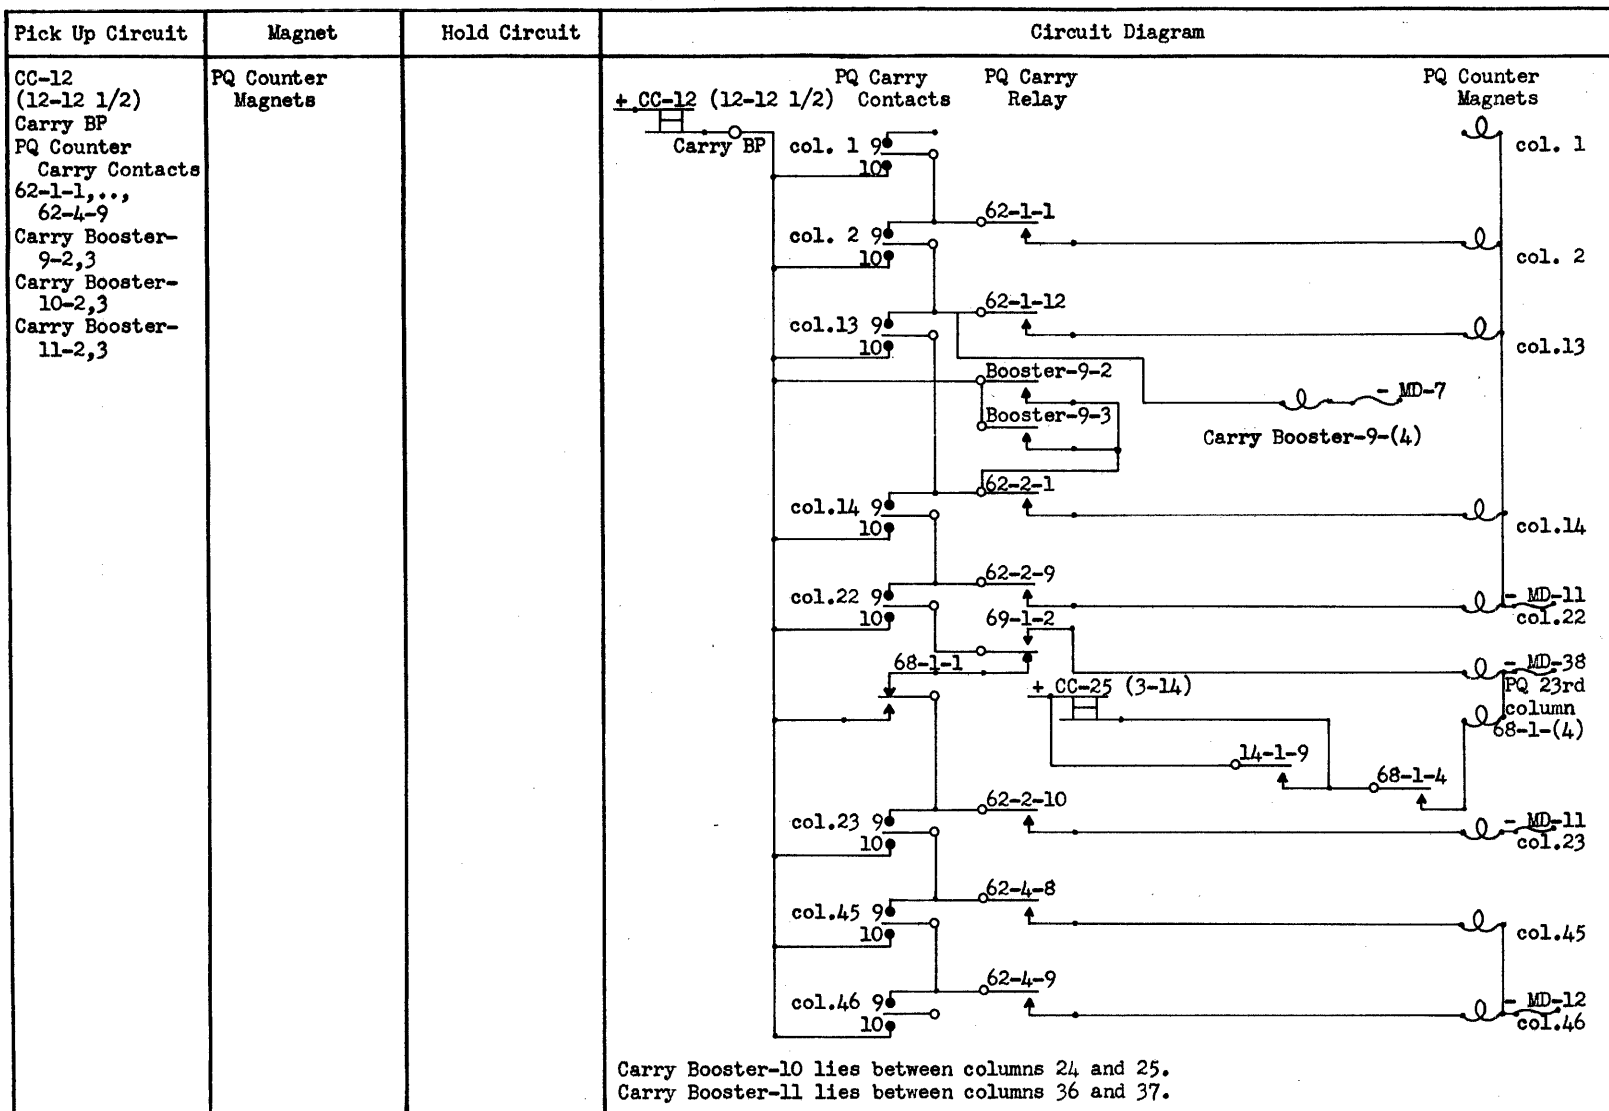 Pick Up Circuit
Magnet
Hold Circuit
Circuit Diagram
CC-12
(12-12 1/2)
Carry BP
PQ Counter
Carry Contacts
62-1-1,..,
62-4-9
Carry Booster-
9-2,3
Carry Booster-
10-2,3
Carry Booster-
11-2,3
PQ Counter
Magnets
PQ Carry
Contacts
PQ Carry
Relay
PQ Counter
Magnets
+ CC-12 (12-12 1/2)
Carry BP
col. 1 9
10
col. 1
62-1-1
col. 2 9
10
col. 2
62-1-12
col.13 9
10
col.13
Booster-9-2
- MD-7
Booster-9-3
Carry Booster-9-(4)
62-2-1
col.14 9
10
col.14
62-2-9
col.22 9
10
- MD-11
col.22
69-1-2
68-1-1
- MD-38
+ CC-25 (3-14)
PQ 23rd
column
68-1-(4)
14-1-9
68-1-4
62-2-10
col.23 9
10
- MD-11
col.23
62-4-8
col.45 9
10
col.45
62-4-9
col.46 9
10
- MD-12
col.46
Carry Booster-10 lies between columns 24 and 25.
Carry Booster-11 lies between columns 36 and 37.